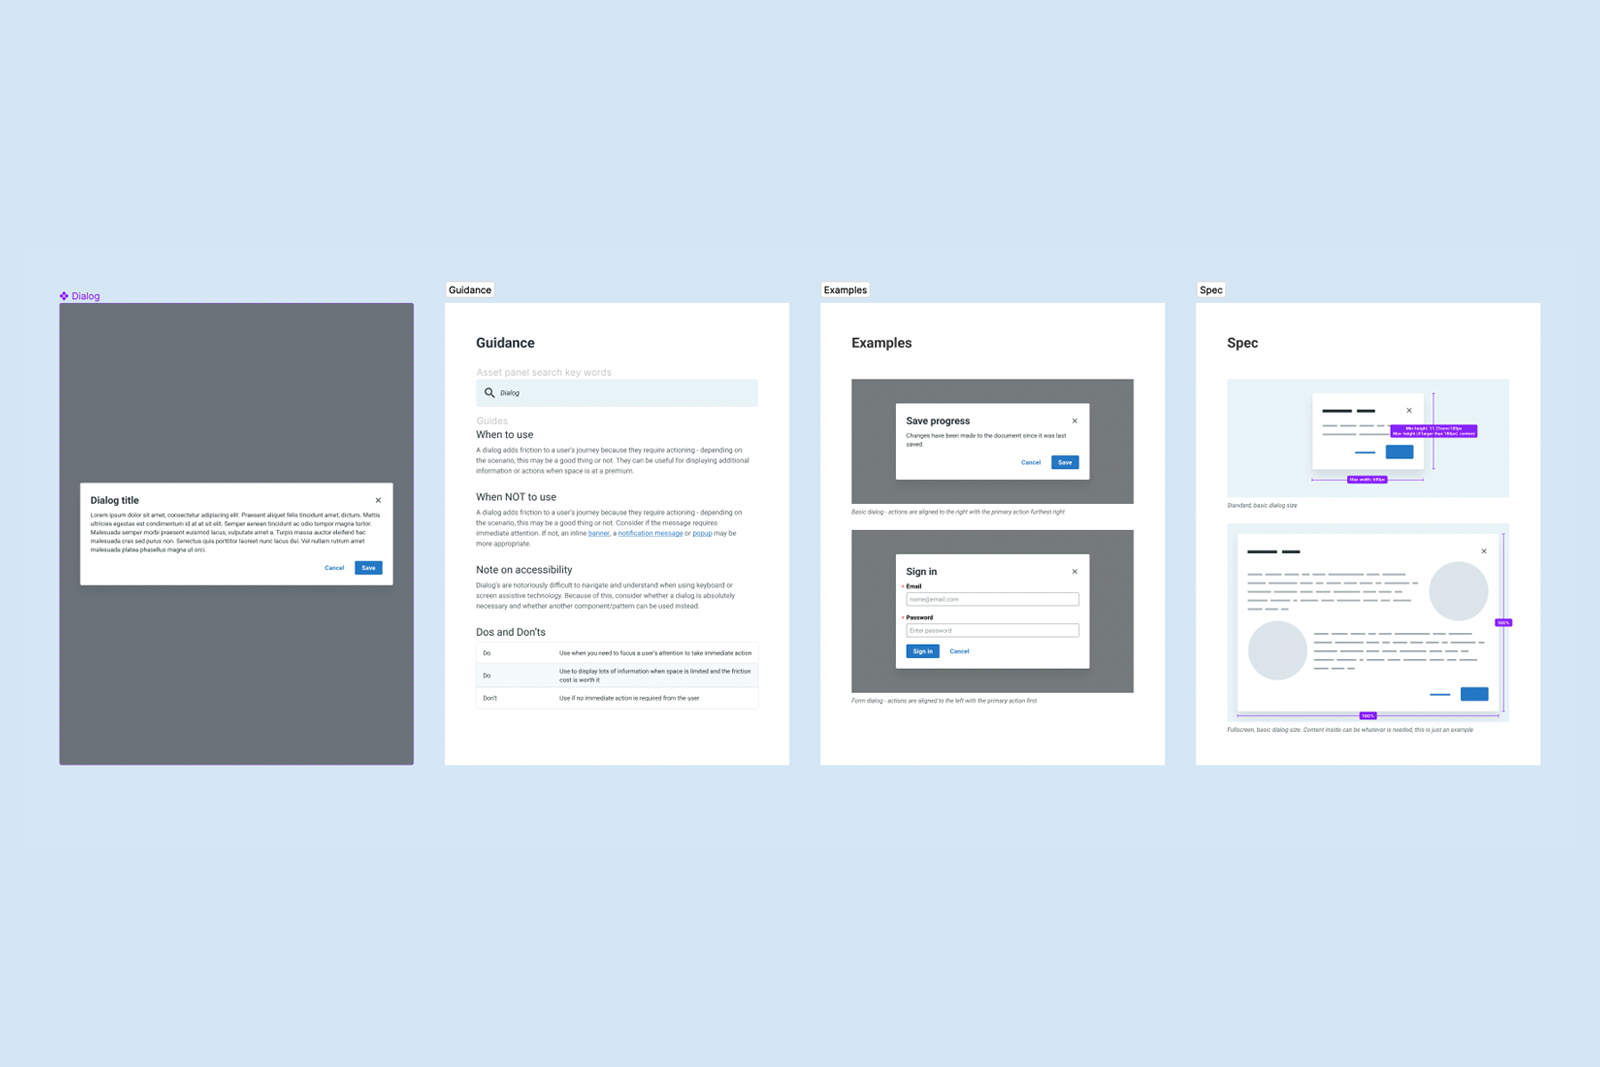 Dialog
Dialog title
Lorem ipsum dolor sit amet, consectetur adipiscing elit. Praesent aliquet felis tincidunt amet, dictum. Mattis
ultricies egestas est condimentum id at at sit elit. Semper aenean tincidunt ac odio tempor magna tortor.
Malesuada semper morbi praesent euismod lacus, vulputate amet a. Turpis massa auctor eleifend hac
malesuada cras sed purus non. Senectus quis porttitor laoreet nunc lacus dui. Vel nullam rutrum amet
malesuada platea phasellus magna ut orci.
Cancel
Save
Guidance
Guidance
Asset panel search key words
Dialog
Guides
When to use
A dialog adds friction to a user's journey because they require actioning - depending on
the scenario, this may be a good thing or not. They can be useful for displaying additional
information or actions when space is at a premium.
When NOT to use
A dialog adds friction to a user's journey because they require actioning - depending on
the scenario, this may be a good thing or not. Consider if the message requires
immediate attention. If not, an inline banner, a notification message or popup may be
more appropriate.
Note on accessibility
Dialog's are notoriously difficult to navigate and understand when using keyboard or
screen assistive technology. Because of this, consider whether a dialog is absolutely
necessary and whether another component/pattern can be used instead.
Dos and Don'ts
Do Use when you need to focus a user's attention to take immediate action
Do Use to display lots of information when space is limited and the friction
cost is worth it
Don't Use if no immediate action is required from the user
Examples
Examples
Save progress
Changes have been made to the document since it was last
saved.
Cancel
Save
Basic dialog - actions are aligned to the right with the primary action furthest right
Sign in
* Email
name@email.com
* Password
Enter password
Sign in
Cancel
Form dialog - actions are aligned to the left with the primary action first
Spec
Spec
Max height (if larger than 180px): content
Max width: 640px
Standard, basic dialog size
100%
100%
Fullscreen, basic dialog size. Content inside can be whatever is needed, this is just an example